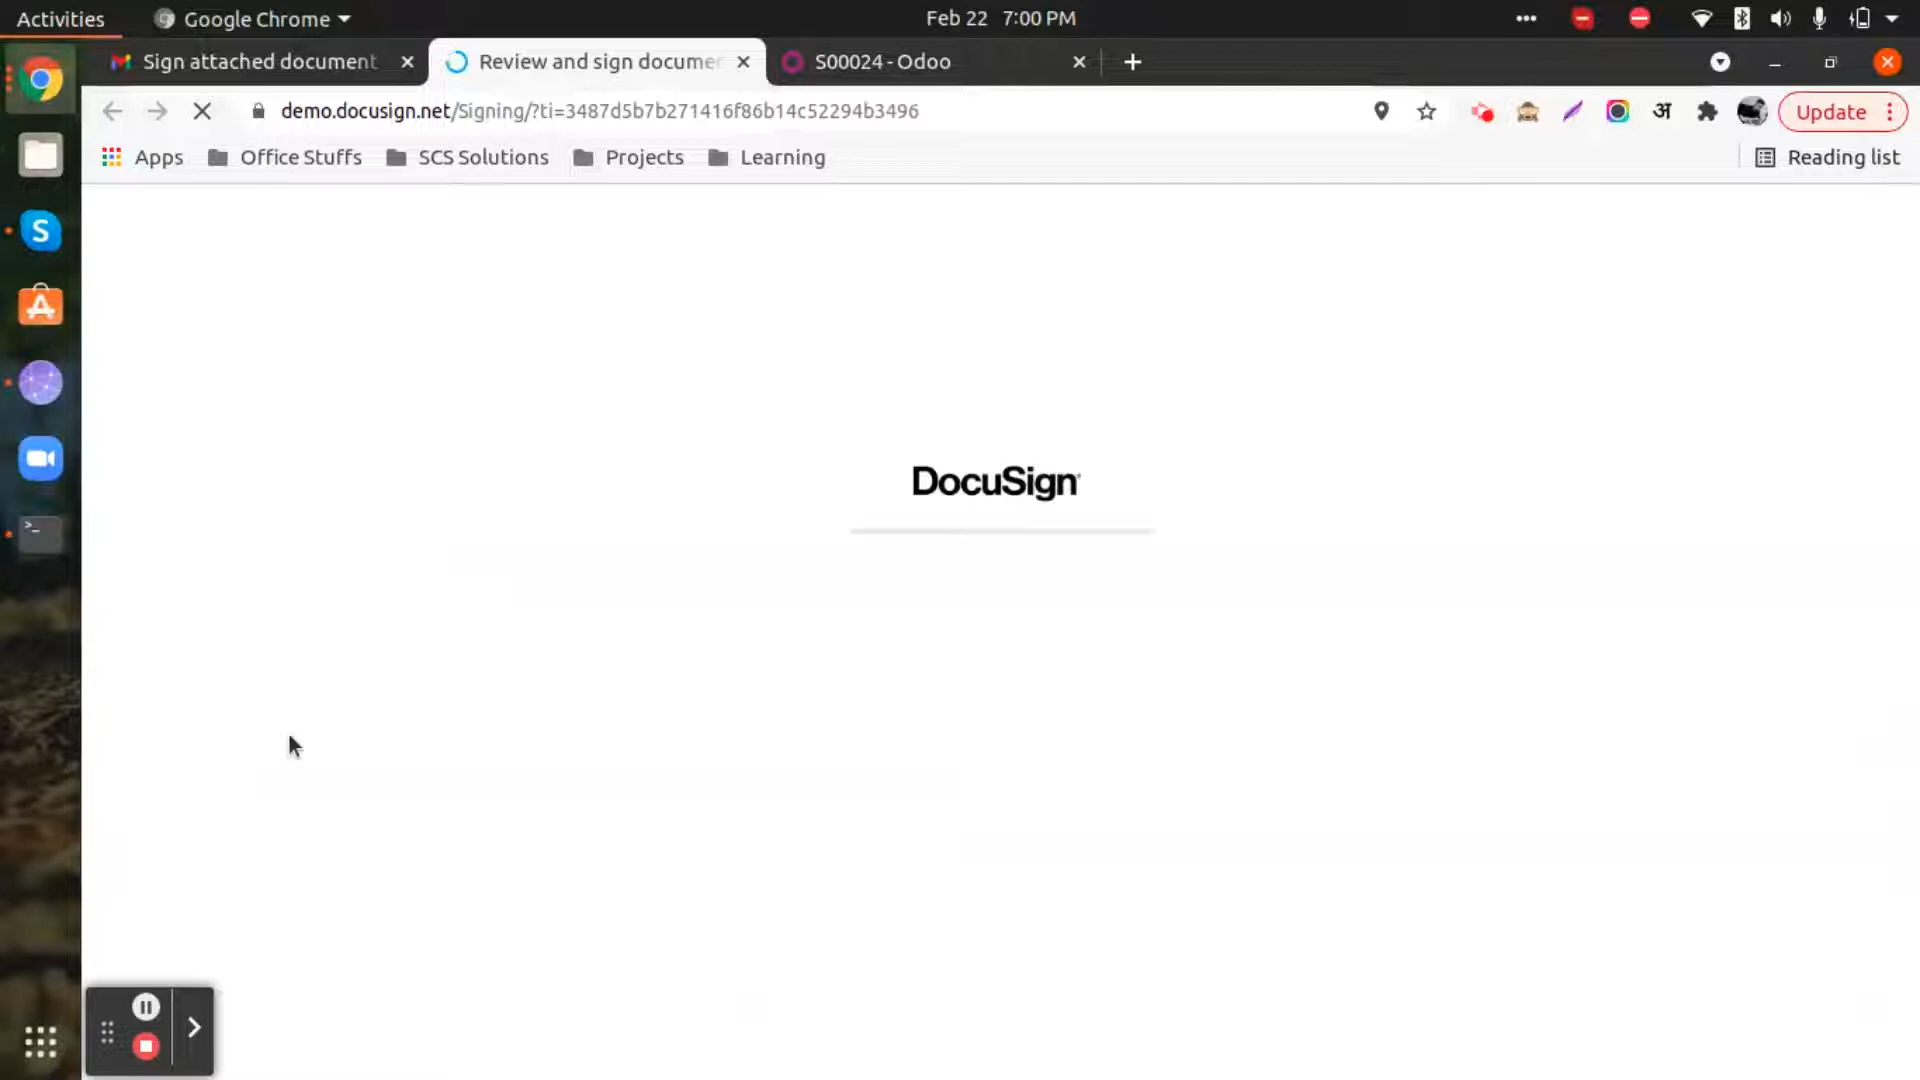 Activities Google Chrome Feb 22 7:00 PM
Sign attached document Review and sign docume S00024 - Odoo
demo.docusign.net/Signing/?ti=3487d5b7b271416f86b14c52294b3496 अ Update
Apps Office Stuffs SCS Solutions Projects Learning Reading list
S
DocuSign